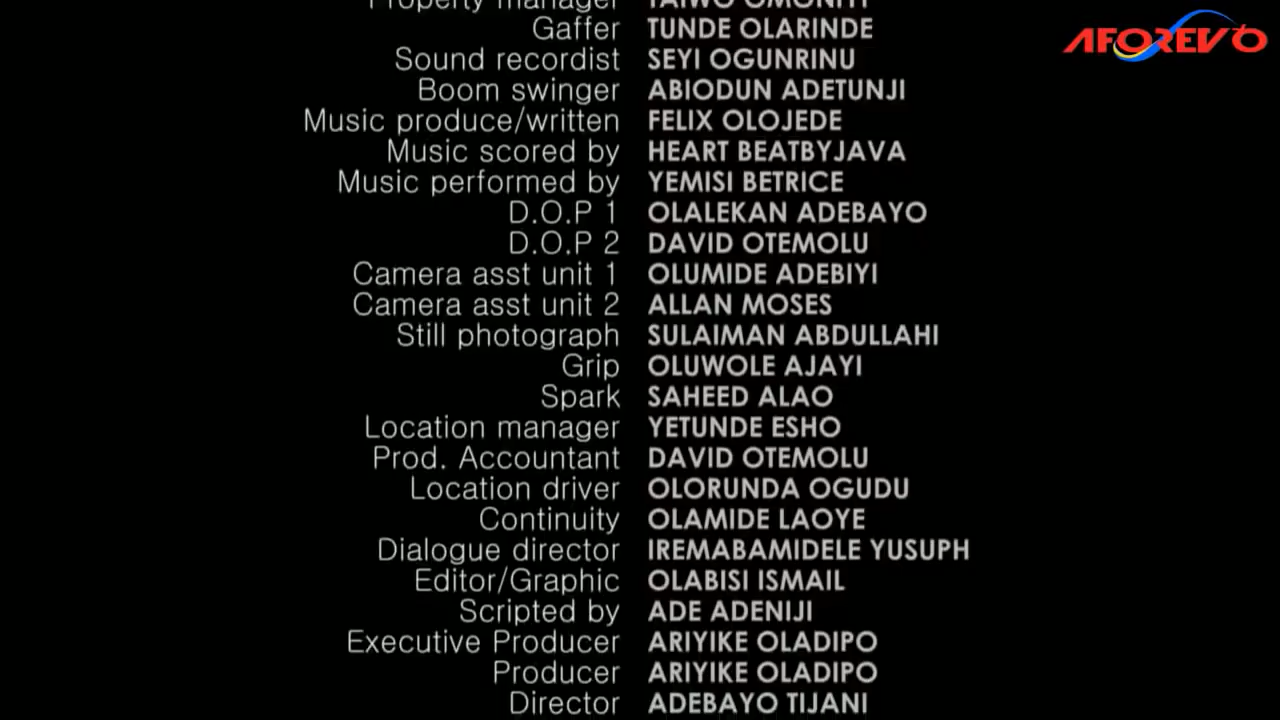 Property manager TAIWO OMONIYI
AFOREVO
Gaffer TUNDE OLARINDE
Sound recordist SEYI OGUNRINU
Boom swinger ABIODUN ADETUNJI
Music produce/written FELIX OLOJEDE
Music scored by HEART BEATBYJAVA
Music performed by YEMISI BETRICE
D.O.P 1 OLALEKAN ADEBAYO
D.O.P 2 DAVID OTEMOLU
Camera asst unit 1 OLUMIDE ADEBIYI
Camera asst unit 2 ALLAN MOSES
Still photograph SULAIMAN ABDULLAHI
Grip OLUWOLE AJAYI
Spark SAHEED ALAO
Location manager YETUNDE ESHO
Prod. Accountant DAVID OTEMOLU
Location driver OLORUNDA OGUDU
Continuity OLAMIDE LAOYE
Dialogue director IREMABAMIDELE YUSUPH
Editor/Graphic OLABISI ISMAIL
Scripted by ADE ADENIJI
Executive Producer ARIYIKE OLADIPO
Producer ARIYIKE OLADIPO
Director ADEBAYO TIJANI